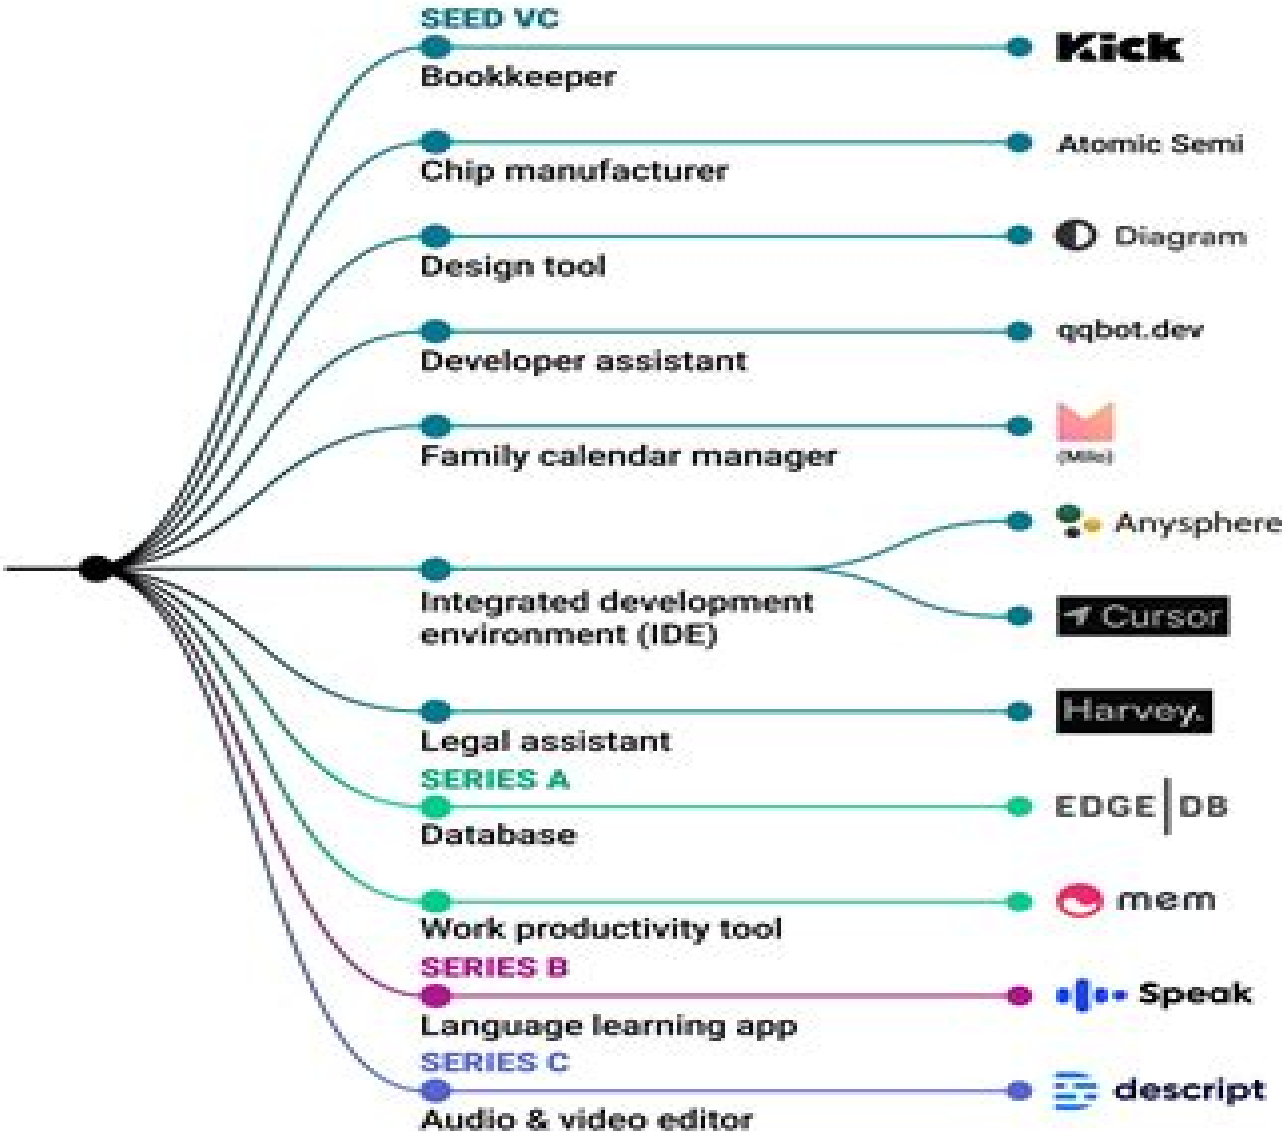 SEED VC
Kick
Bookkeeper
Atomic Semi
Chip manufacturer
Diagram
Design tool
qqbot.dev
Developer assistant
(Milo)
Family calendar manager
Anysphere
Integrated development
environment (IDE)
Cursor
Harvey.
Legal assistant
SERIES A
EDGE|DB
Database
mem
Work productivity tool
SERIES B
Speak
Language learning app
SERIES C
descript
Audio & video editor